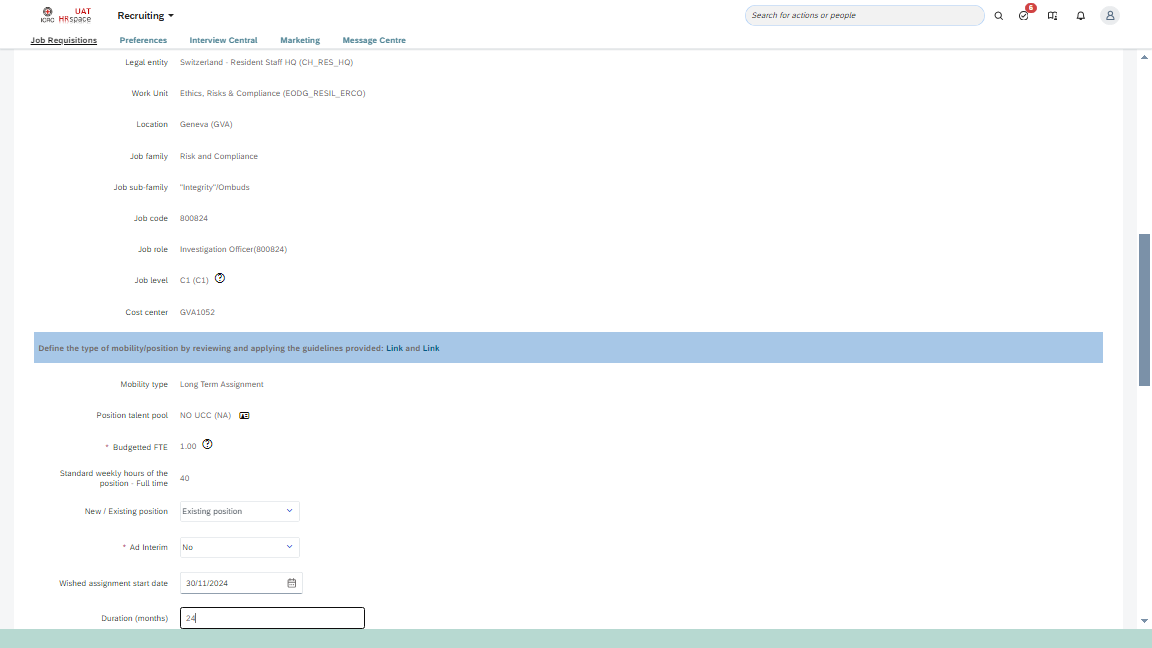 ICRC
UAT
HRspace
Recruiting
Search for actions or people
6
Job Requisitions Preferences Interview Central Marketing Message Centre
Legal entity Switzerland - Resident Staff HQ (CH_RES_HQ)
Work Unit Ethics, Risks & Compliance (EODG_RESIL_ERCO)
Location Geneva (GVA)
Job family Risk and Compliance
Job sub-family "Integrity"/Ombuds
Job code 800824
Job role Investigation Officer(800824)
Job level C1 (C1) ?
Cost center GVA1052
Define the type of mobility/position by reviewing and applying the guidelines provided: Link and Link
Mobility type Long Term Assignment
Position talent pool NO UCC (NA)
* Budgetted FTE 1.00 ?
Standard weekly hours of the
position - Full time 40
New / Existing position Existing position
* Ad Interim No
Wished assignment start date 30/11/2024
Duration (months) 24